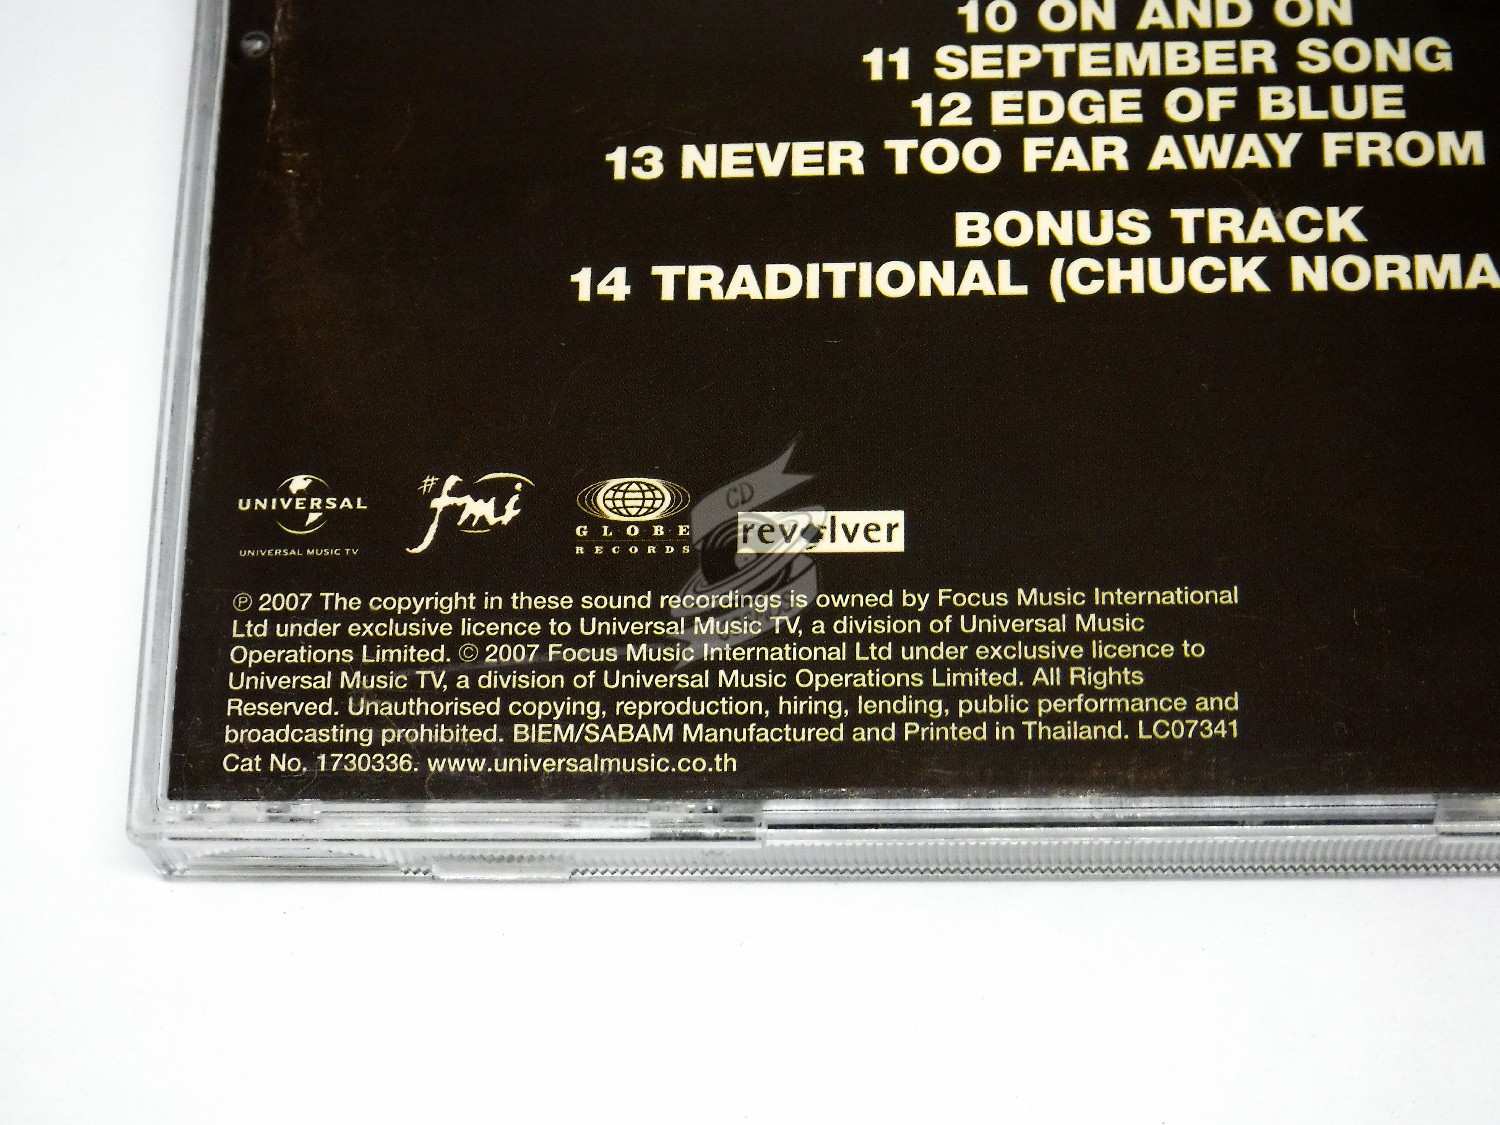 10 ON AND ON
11 SEPTEMBER SONG
12 EDGE OF BLUE
13 NEVER TOO FAR AWAY FROM
BONUS TRACK
14 TRADITIONAL (CHUCK NORMA
UNIVERSAL
UNIVERSAL MUSIC TV
fmi
GLOBE
RECORDS
CD
revolver
℗ 2007 The copyright in these sound recordings is owned by Focus Music International
Ltd under exclusive licence to Universal Music TV, a division of Universal Music
Operations Limited. © 2007 Focus Music International Ltd under exclusive licence to
Universal Music TV, a division of Universal Music Operations Limited. All Rights
Reserved. Unauthorised copying, reproduction, hiring, lending, public performance and
broadcasting prohibited. BIEM/SABAM Manufactured and Printed in Thailand. LC07341
Cat No. 1730336. www.universalmusic.co.th